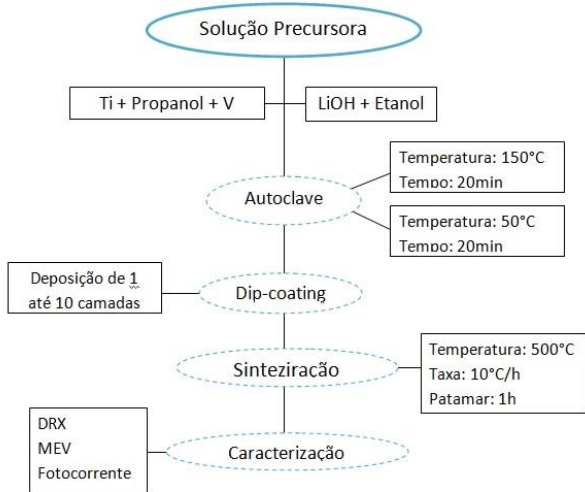 Solução Precursora
Ti + Propanol + V
LiOH + Etanol
Temperatura: 150°C
Tempo: 20min
Autoclave
Temperatura: 50°C
Tempo: 20min
Deposição de 1
até 10 camadas
Dip-coating
Sinteziração
Temperatura: 500°C
Taxa: 10°C/h
Patamar: 1h
DRX
MEV
Fotocorrente
Caracterização